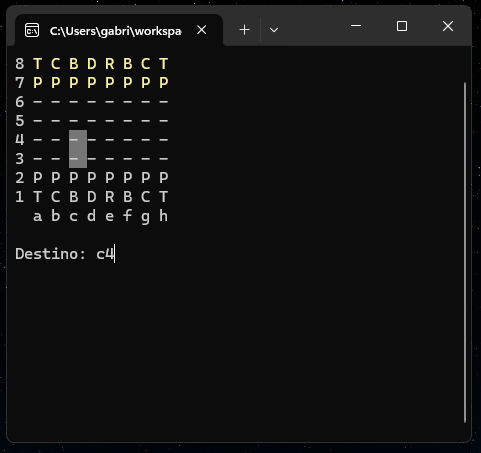 C:\Users\gabri\workspa
8 T C B D R B C T
7 P P P P P P P P
6 - - - - - - - -
5 - - - - - - - -
4 - - - - - - - -
3 - - - - - - - -
2 P P P P P P P P
1 T C B D R B C T
a b c d e f g h
Destino: c4